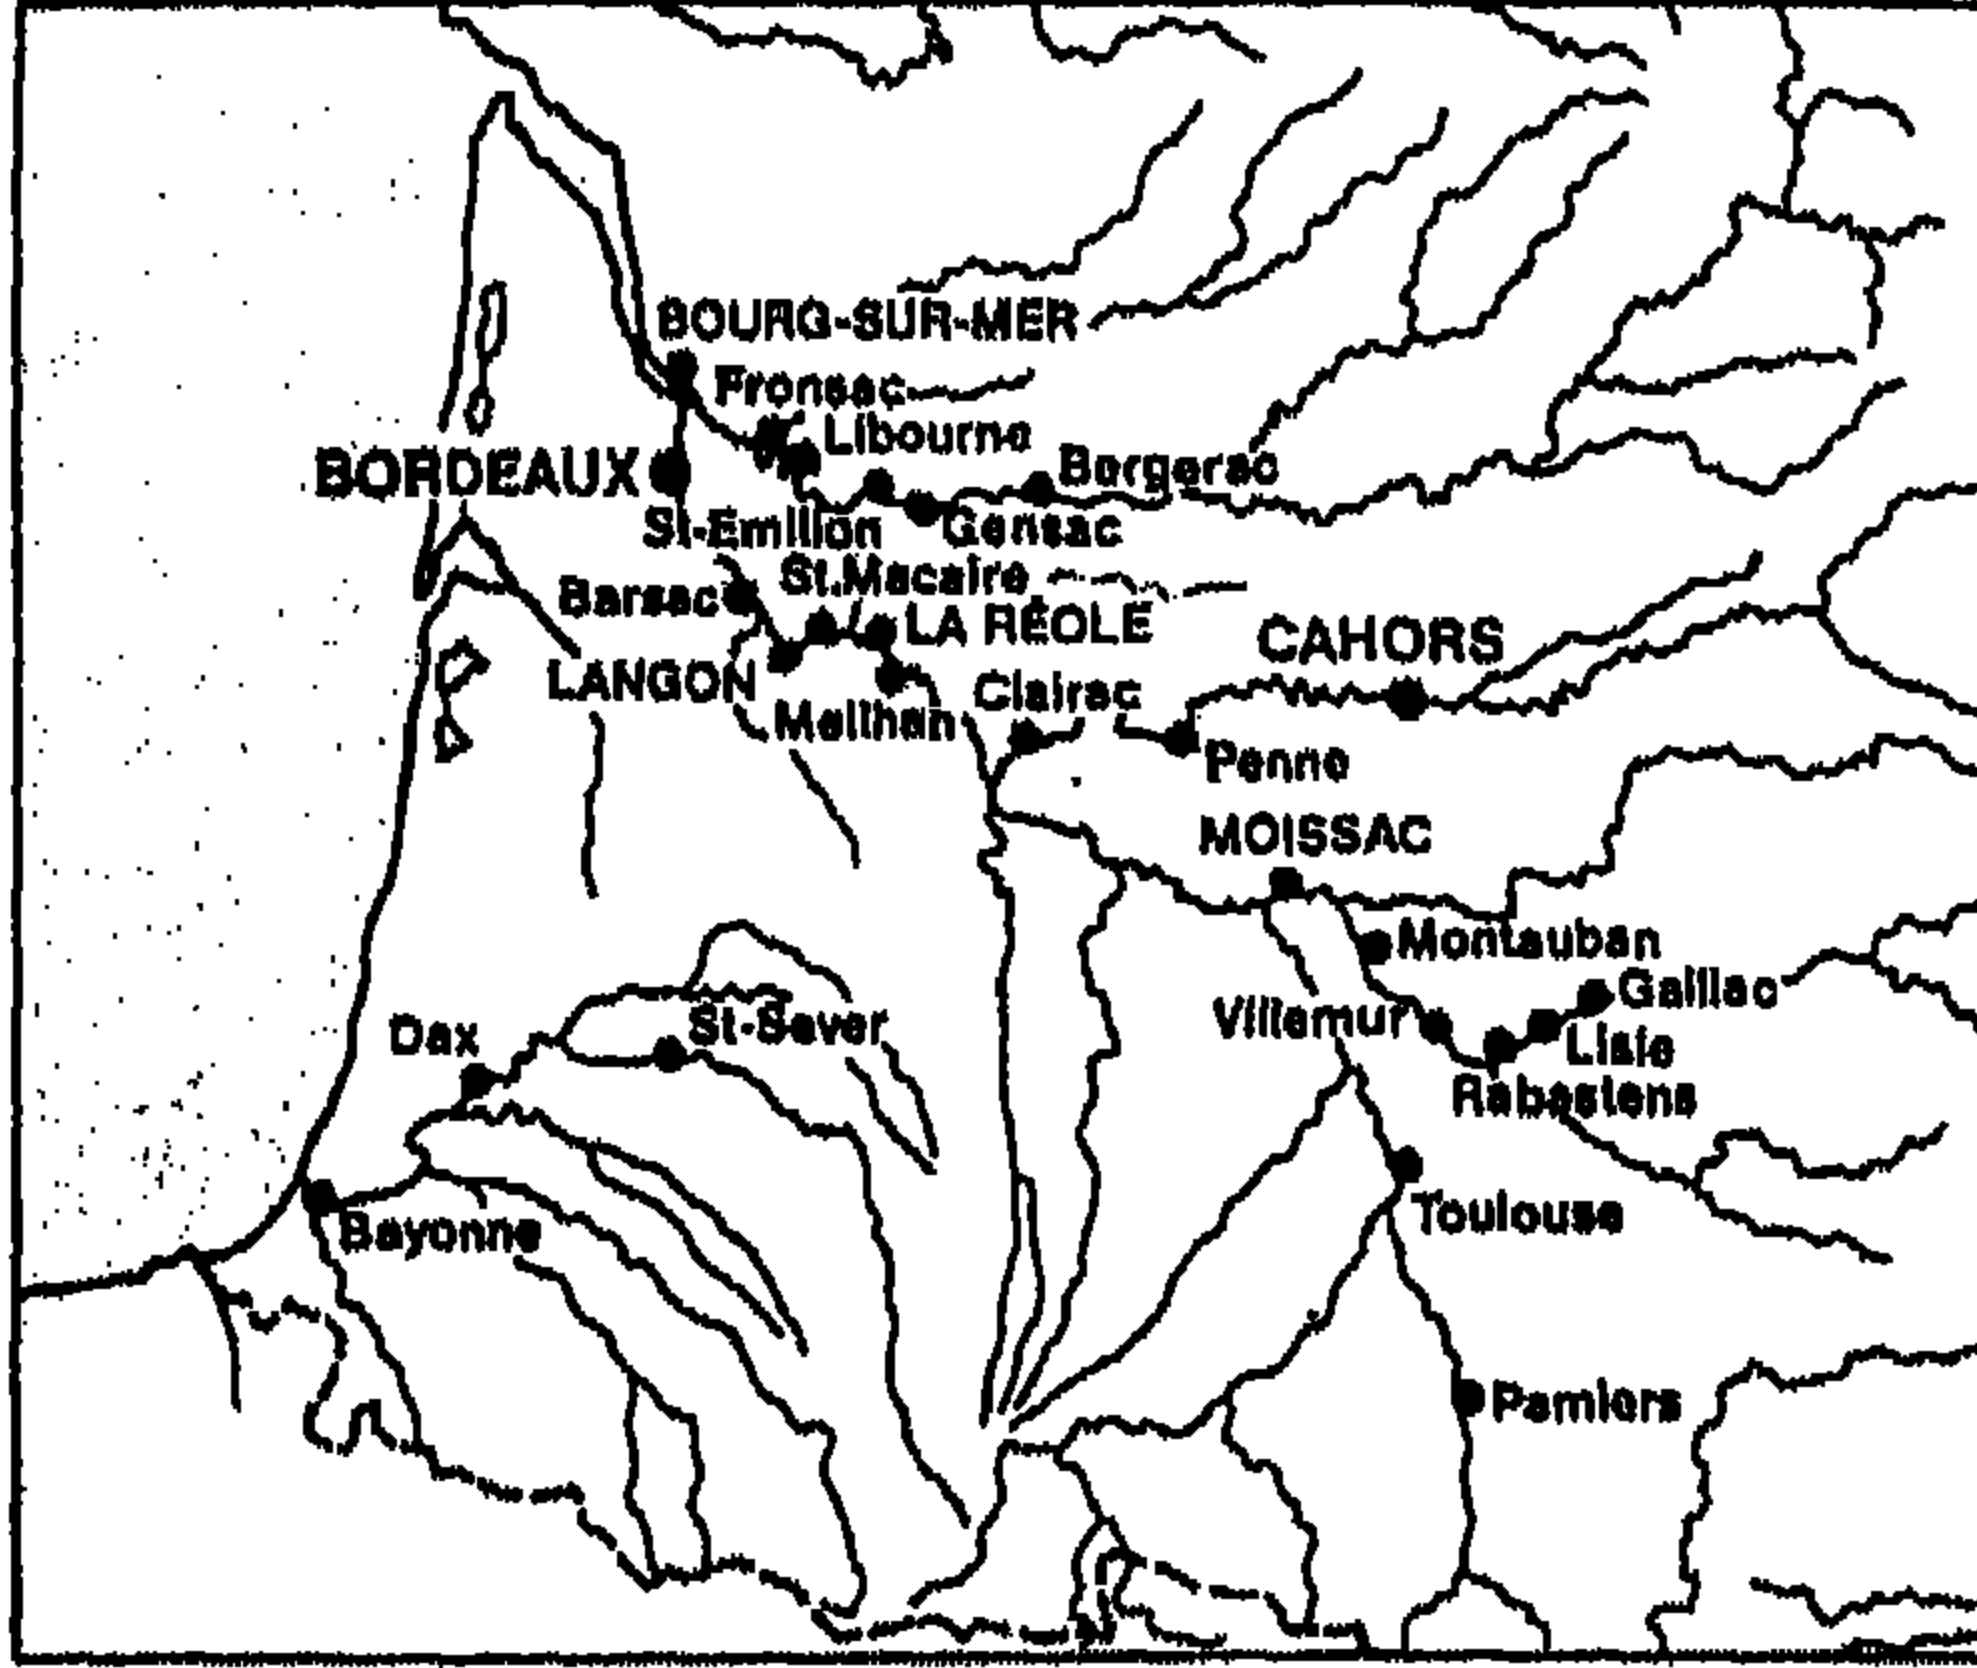 BOURG-SUR-MER
Fronsac
Libourne
BORDEAUX
Bergerac
St-Emilion
Gensac
St.Macaire
Barsac
LA RÉOLE
CAHORS
LANGON
Clairac
Meilhan
Penne
MOISSAC
Montauban
Gaillac
Villemur
St-Sever
Dax
Lisle
Rabastens
Toulouse
Bayonne
Pamiers